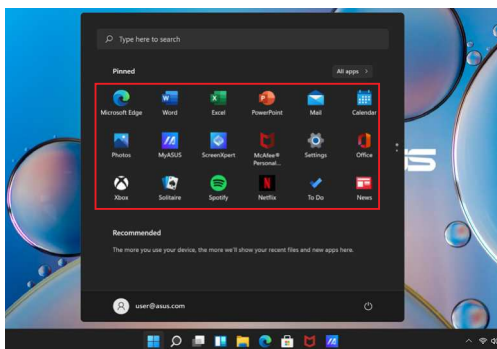 Type here to search
Pinned
All apps >
Microsoft Edge Word Excel PowerPoint Mail Calendar
Photos MyASUS ScreenXpert McAfee® Personal... Settings Office
Xbox Solitaire Spotify Netflix To Do News
Recommended
The more you use your device, the more we'll show your recent files and new apps here.
user@asus.com